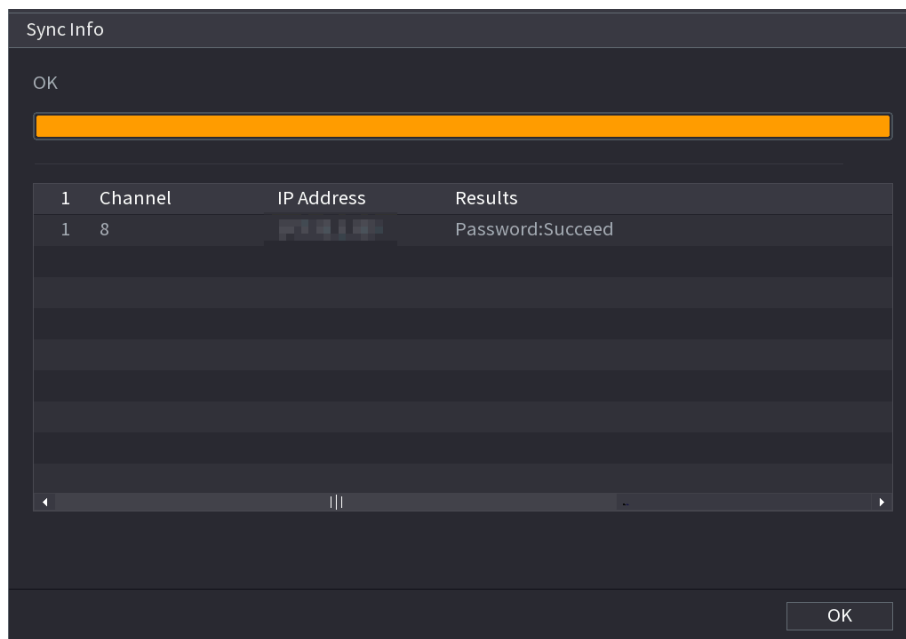 Sync Info
OK
1 Channel IP Address Results
1 8 Password:Succeed
OK